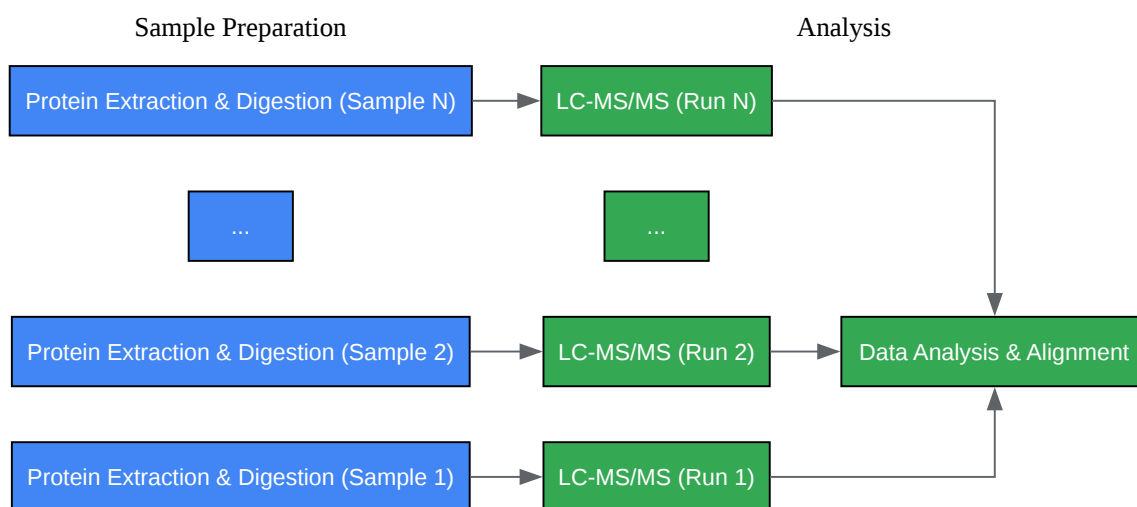 Sample Preparation
Analysis
Protein Extraction & Digestion (Sample N)
LC-MS/MS (Run N)
...
...
Protein Extraction & Digestion (Sample 2)
LC-MS/MS (Run 2)
Data Analysis & Alignment
Protein Extraction & Digestion (Sample 1)
LC-MS/MS (Run 1)